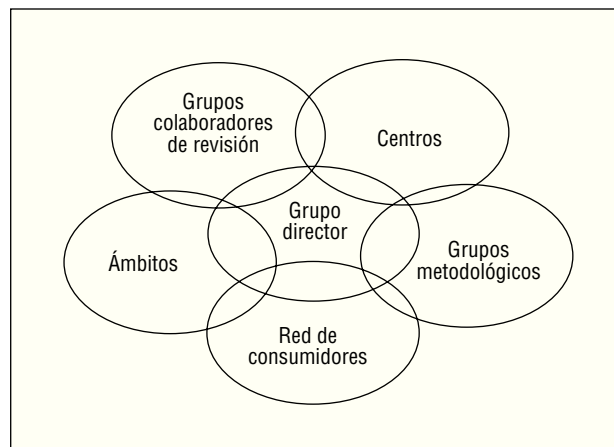 Grupos
colaboradores
de revisión
Centros
Grupo
director
Ámbitos
Grupos
metodológicos
Red de
consumidores